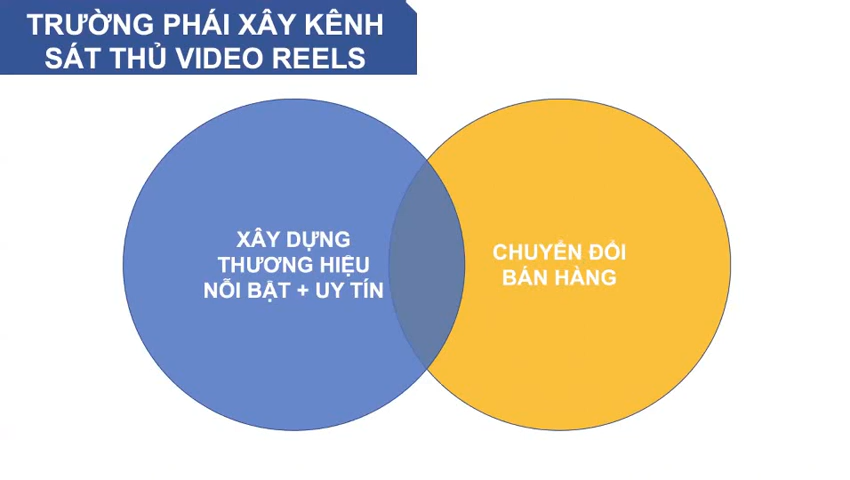 TRƯỜNG PHÁI XÂY KÊNH
SÁT THỦ VIDEO REELS
XÂY DỰNG
THƯƠNG HIỆU
NỖI BẬT + UY TÍN
CHUYỂN ĐỔI
BÁN HÀNG